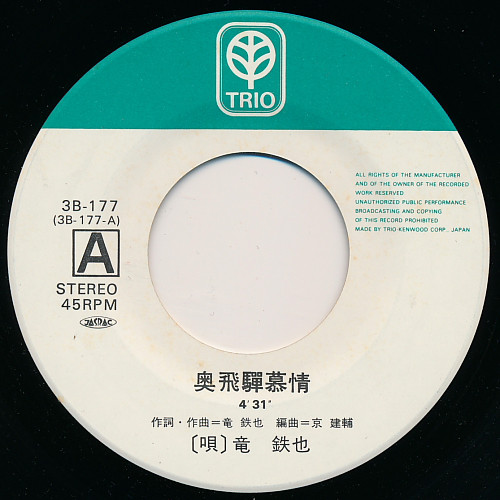 TRIO
3B-177
(3B-177-A)
A
STEREO
45RPM
JASRAC
ALL RIGHTS OF THE MANUFACTURER
AND OF THE OWNER OF THE RECORDED
WORK RESERVED
UNAUTHORIZED PUBLIC PERFORMANCE
BROADCASTING AND COPYING
OF THIS RECORD PROHIBITED
MADE BY TRIO-KENWOOD CORP., JAPAN
奥飛驒慕情
4'31"
作詞・作曲=竜 鉄也 編曲=京 建輔
〔唄〕竜 鉄也